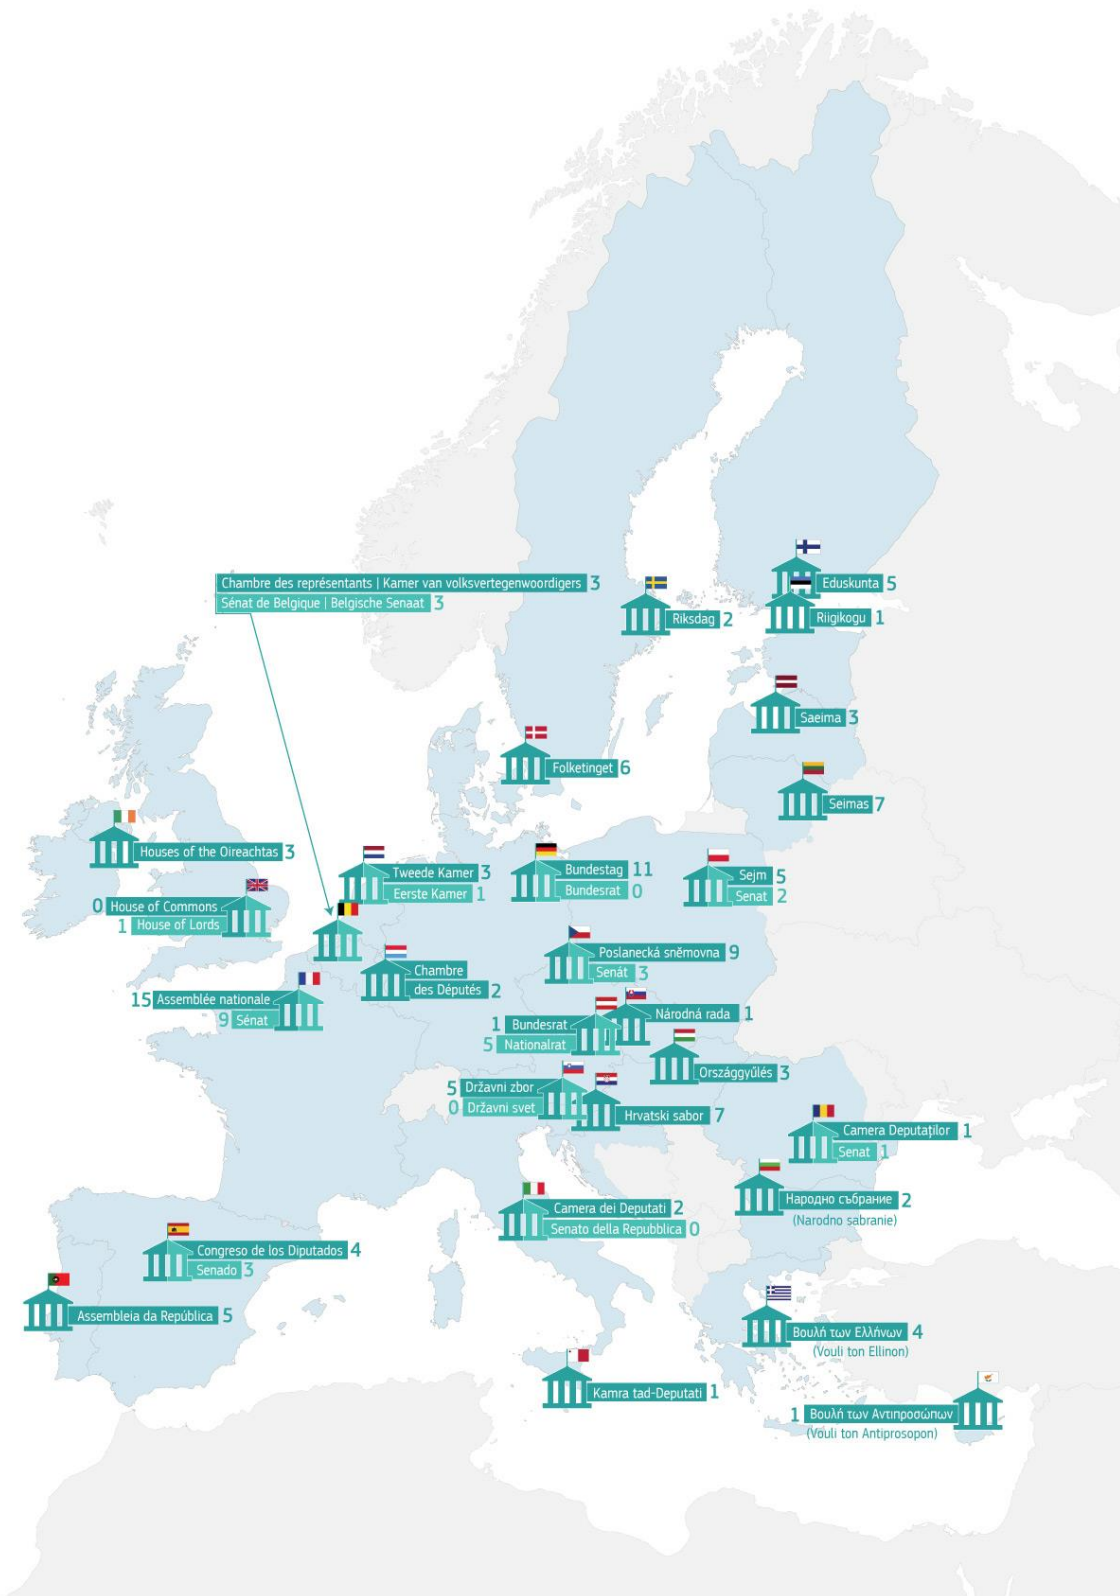 Eduskunta 5
Chambre des représentants | Kamer van volksvertegenwoordigers 3
Sénat de Belgique | Belgische Senaat 3
Riksdag 2
Riigikogu 1
Saeima 3
Folketinget 6
Seimas 7
Houses of the Oireachtas 3
Tweede Kamer 3
Eerste Kamer 1
Bundestag 11
Bundesrat 0
Sejm 5
Senat 2
0 House of Commons
1 House of Lords
Poslanecká sněmovna 9
Senát 3
Chambre
des Députés 2
15 Assemblée nationale
9 Sénat
Národná rada 1
1 Bundesrat
5 Nationalrat
Országgyűlés 3
5 Državni zbor
0 Državni svet
Hrvatski sabor 7
Camera Deputaților 1
Senat 1
Народно събрание 2
(Narodno sabranie)
Camera dei Deputati 2
Senato della Repubblica 0
Congreso de los Diputados 4
Senado 3
Assembleia da República 5
Βουλή των Ελλήνων 4
(Vouli ton Ellinon)
Kamra tad-Deputati 1
1 Βουλή των Αντιπροσώπων
(Vouli ton Antiprosopon)